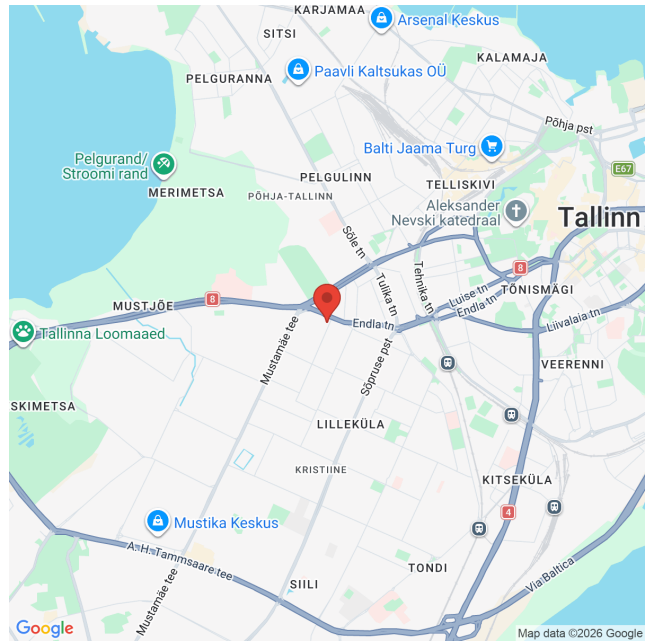 KARJAMAA
Arsenal Keskus
SITSI
KALAMAJA
PELGURANNA
Paavli Kaltsukas OÜ
Põhja pst
Balti Jaama Turg
E67
Pelgurand/
Stroomi rand
PELGULINN
TELLISKIVI
MERIMETSA
PÕHJA-TALLINN
Aleksander
Nevski katedraal
Tallinn
Sõle tn
Tehnika tn
8
Tulika tn
Luise tn
TÕNISMÄGI
MUSTJÕE
8
Endla tn
Endla tn
Liivalaia tn
Tallinna Loomaaed
Mustamäe tee
Sõpruse pst
VEERENNI
SKIMETSA
LILLEKÜLA
KRISTIINE
KITSEKÜLA
4
Mustika Keskus
A. H. Tammsaare tee
TONDI
Via Baltica
SIILI
Mustamäe tee
Google
Map data ©2026 Google